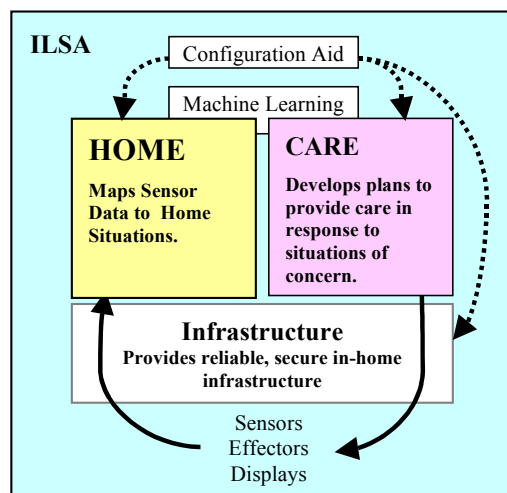 ILSA
Configuration Aid
Machine Learning
HOME
Maps Sensor
Data to Home
Situations.
CARE
Develops plans to
provide care in
response to
situations of
concern.
Infrastructure
Provides reliable, secure in-home
infrastructure
Sensors
Effectors
Displays